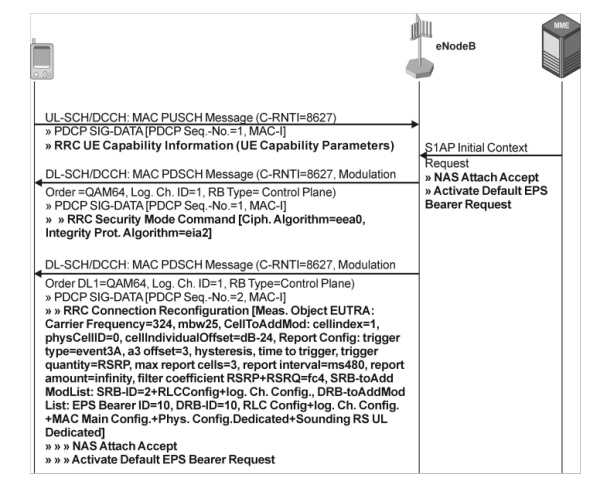 MME
eNodeB
UL-SCH/DCCH: MAC PUSCH Message (C-RNTI=8627)
» PDCP SIG-DATA [PDCP Seq.-No.=1, MAC-I]
» RRC UE Capability Information (UE Capability Parameters)
S1AP Initial Context
Request
» NAS Attach Accept
» Activate Default EPS
Bearer Request
DL-SCH/DCCH: MAC PDSCH Message (C-RNTI=8627, Modulation
Order =QAM64, Log. Ch. ID=1, RB Type= Control Plane)
» PDCP SIG-DATA [PDCP Seq.-No.=1, MAC-I]
» » RRC Security Mode Command [Ciph. Algorithm=eea0,
Integrity Prot. Algorithm=eia2]
DL-SCH/DCCH: MAC PDSCH Message (C-RNTI=8627, Modulation
Order DL1=QAM64, Log. Ch. ID=1, RB Type=Control Plane)
» PDCP SIG-DATA [PDCP Seq.-No.=2, MAC-I]
» » RRC Connection Reconfiguration [Meas. Object EUTRA:
Carrier Frequency=324, mbw25, CellToAddMod: cellindex=1,
physCellID=0, cellIndividualOffset=dB-24, Report Config: trigger
type=event3A, a3 offset=3, hysteresis, time to trigger, trigger
quantity=RSRP, max report cells=3, report interval=ms480, report
amount=infinity, filter coefficient RSRP+RSRQ=fc4, SRB-toAdd
ModList: SRB-ID=2+RLCConfig+log. Ch. Config., DRB-toAddMod
List: EPS Bearer ID=10, DRB-ID=10, RLC Config+log. Ch. Config.
+MAC Main Config.+Phys. Config.Dedicated+Sounding RS UL
Dedicated]
» » » NAS Attach Accept
» » » Activate Default EPS Bearer Request